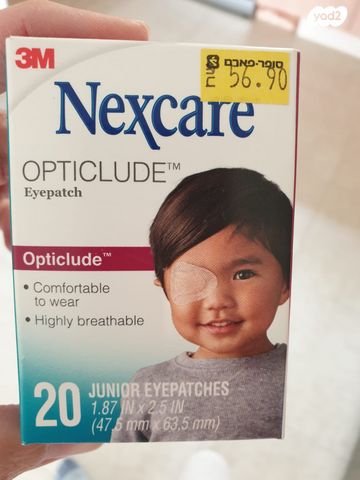 yad2
3M
סופר-פארם
56.90
Nexcare
OPTICLUDE™
Eyepatch
Opticlude™
• Comfortable
to wear
• Highly breathable
20 JUNIOR EYEPATCHES
1.87 IN x 2.5 IN
(47,5 mm x 63,5 mm)